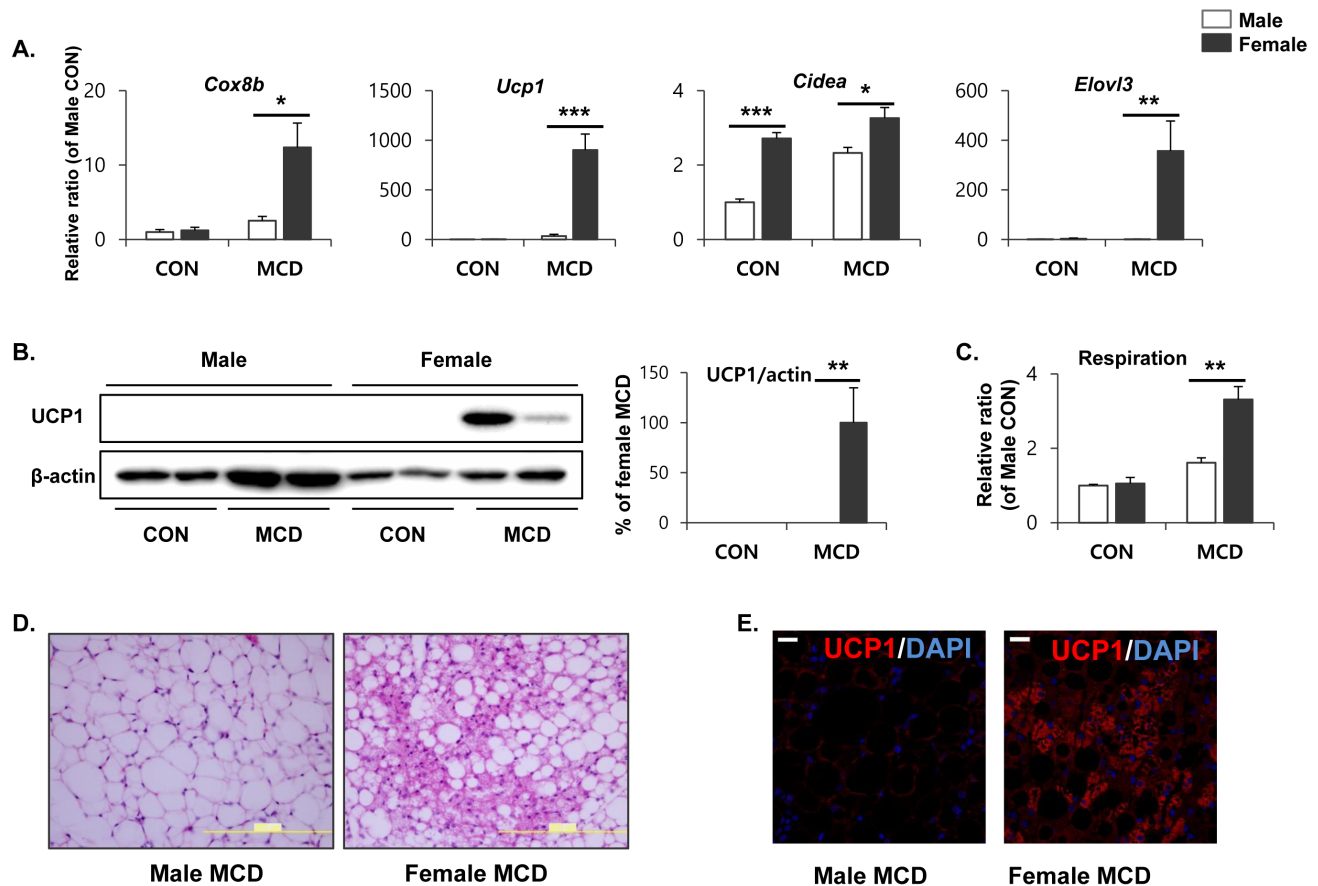 Male
Female
A.
Relative ratio (of Male CON)
Cox8b
20
10
0
*
CON
MCD
Ucp1
1500
1000
500
0
***
CON
MCD
Cidea
4
2
0
***
*
CON
MCD
Elovl3
600
400
200
0
**
CON
MCD
B.
Male
Female
UCP1
β-actin
CON
MCD
CON
MCD
% of female MCD
UCP1/actin
150
100
50
0
**
CON
MCD
C.
Relative ratio
(of Male CON)
Respiration
4
2
0
**
CON
MCD
D.
Male MCD
Female MCD
E.
UCP1/DAPI
UCP1/DAPI
Male MCD
Female MCD